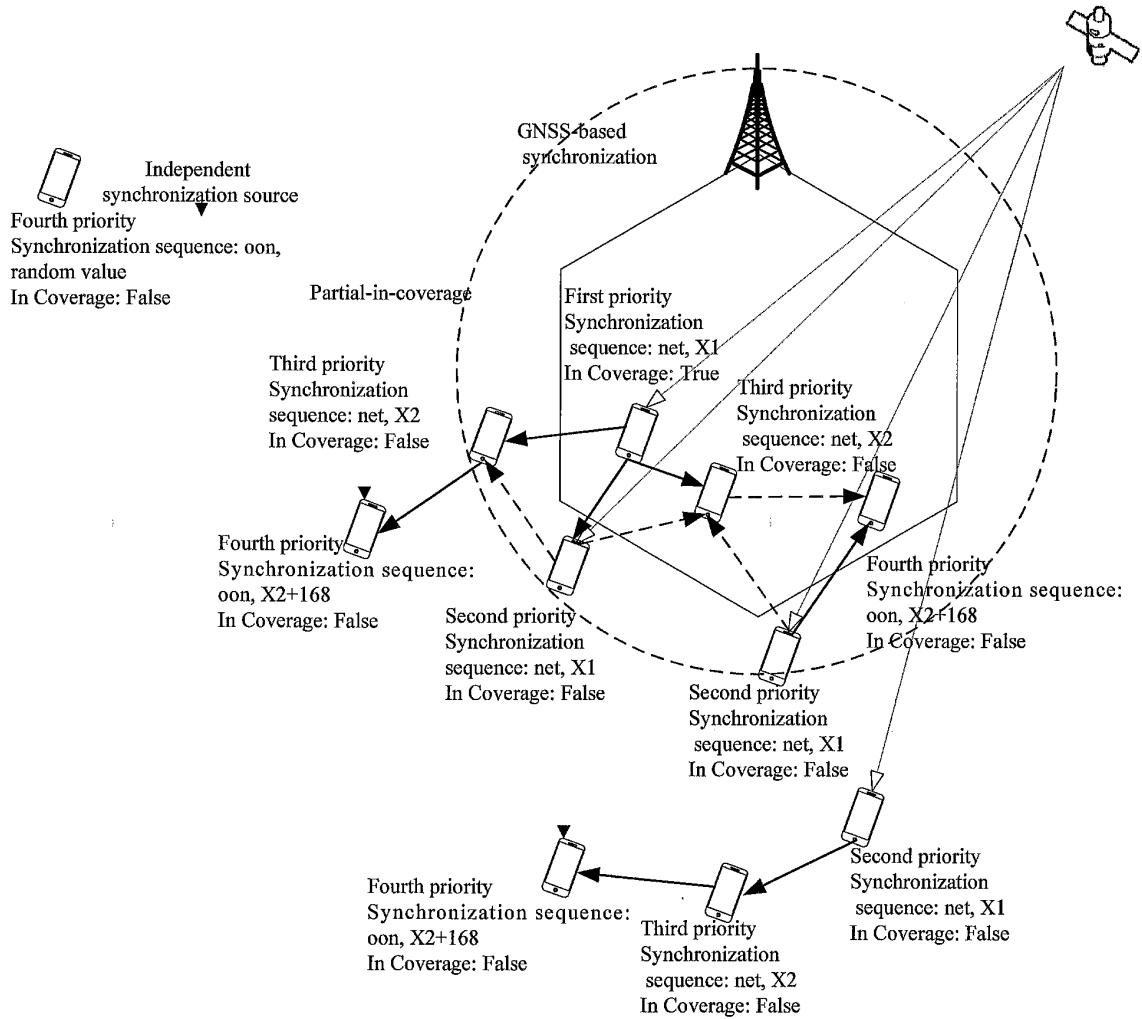 GNSS-based
synchronization
Independent
synchronization source
Fourth priority
Synchronization sequence: oon,
random value
In Coverage: False
Partial-in-coverage
First priority
Synchronization
sequence: net, X1
In Coverage: True
Third priority
Synchronization
sequence: net, X2
In Coverage: False
Third priority
Synchronization
sequence: net, X2
In Coverage: False
Fourth priority
Synchronization sequence:
oon, X2+168
In Coverage: False
Second priority
Synchronization
sequence: net, X1
In Coverage: False
Fourth priority
Synchronization sequence:
oon, X2+168
In Coverage: False
Second priority
Synchronization
sequence: net, X1
In Coverage: False
Second priority
Synchronization
sequence: net, X1
In Coverage: False
Fourth priority
Synchronization sequence:
oon, X2+168
In Coverage: False
Third priority
Synchronization
sequence: net, X2
In Coverage: False